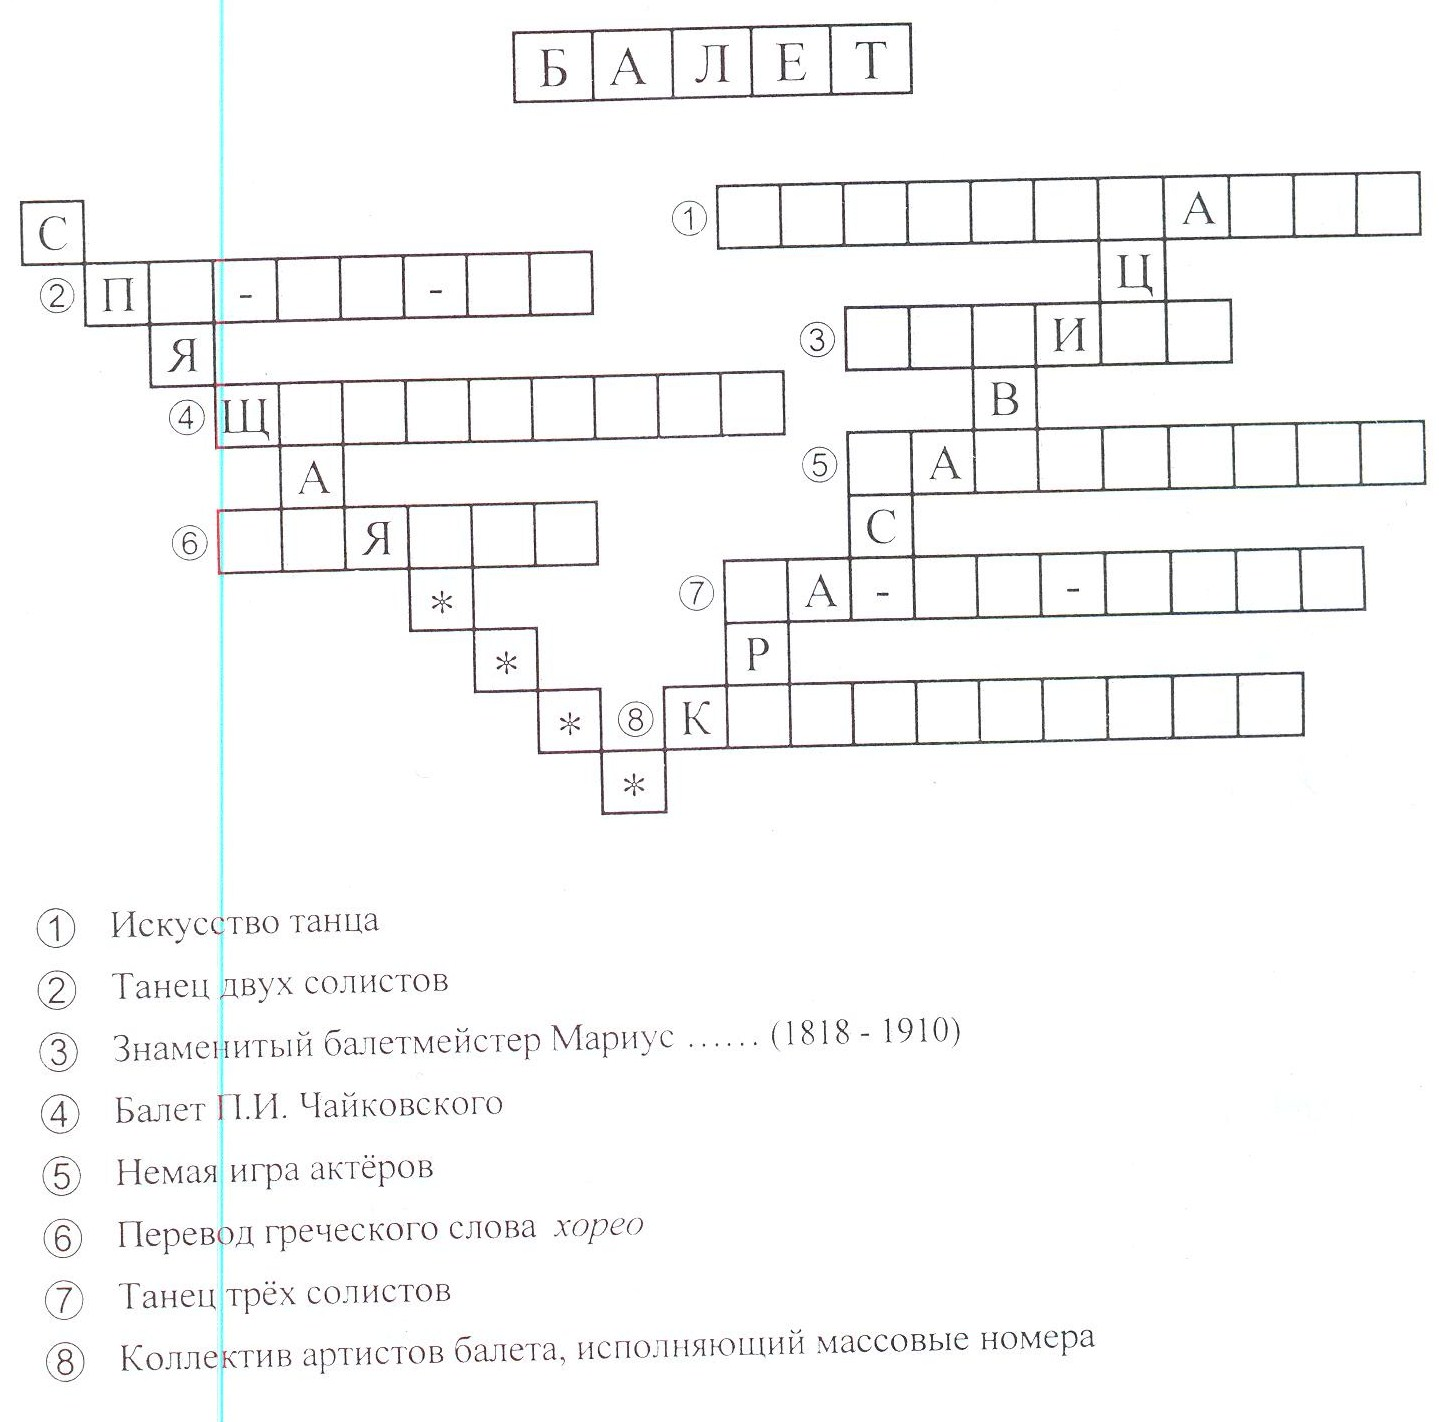 БАЛЕТ
① А
С
Ц
② П - -
③ И
Я
В
④ Щ
⑤ А
А
С
⑥ Я
⑦ А - -
*
Р
*
* ⑧ К
*
① Искусство танца
② Танец двух солистов
③ Знаменитый балетмейстер Мариус ...... (1818 - 1910)
④ Балет П.И. Чайковского
⑤ Немая игра актёров
⑥ Перевод греческого слова хорео
⑦ Танец трёх солистов
⑧ Коллектив артистов балета, исполняющий массовые номера